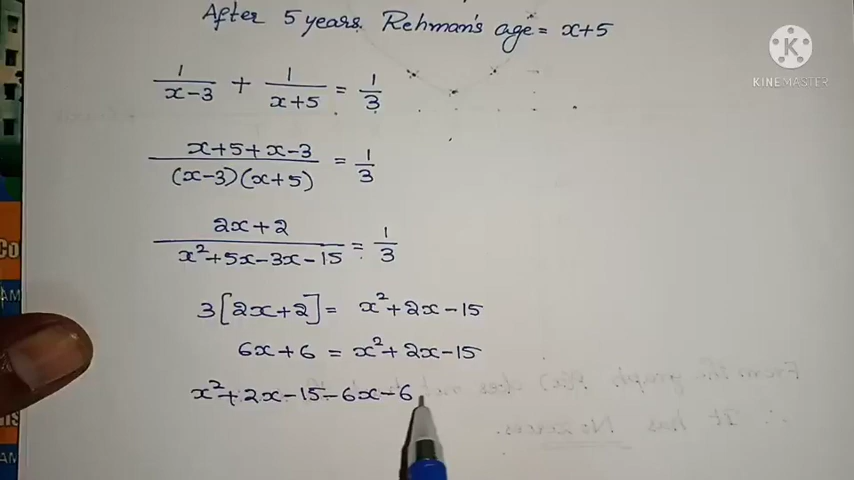 After 5 years Rehman's age = x+5
K
KINEMASTER
1/(x-3) + 1/(x+5) = 1/3
(x+5+x-3)/((x-3)(x+5)) = 1/3
(2x+2)/(x²+5x-3x-15) = 1/3
3[2x+2] = x²+2x-15
6x+6 = x²+2x-15
x²+2x-15-6x-6